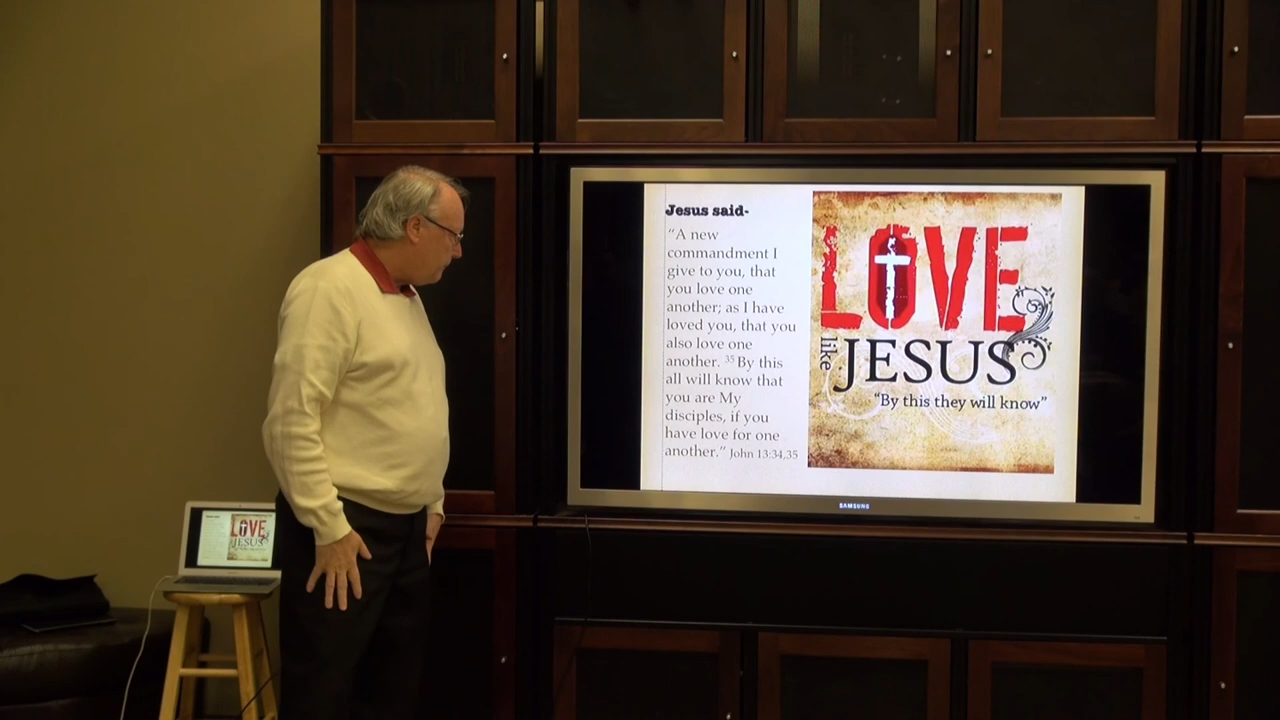 Jesus said-
“A new
commandment I
give to you, that
you love one
another; as I have
loved you, that you
also love one
another. 35 By this
all will know that
you are My
disciples, if you
have love for one
another.” John 13:34,35
LOVE
like JESUS
“By this they will know”
SAMSUNG
LOVE
JESUS